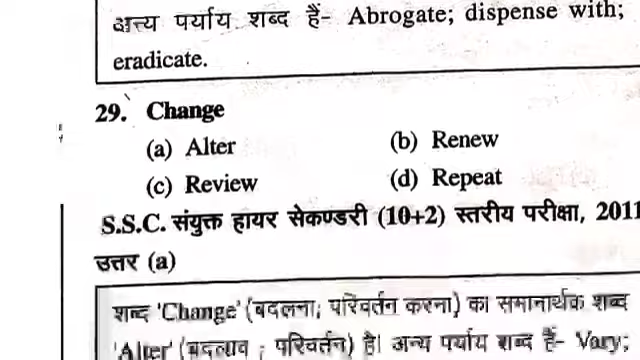 अन्त्य पर्याय शब्द हैं- Abrogate; dispense with;
eradicate.
29. Change
(a) Alter (b) Renew
(c) Review (d) Repeat
S.S.C. संयुक्त हायर सेकण्डरी (10+2) स्तरीय परीक्षा, 2011
उत्तर (a)
शब्द 'Change' (बदलना; परिवर्तन करना) का समानार्थक शब्द
'Alter' (बदलाव ; परिवर्तन) है। अन्य पर्याय शब्द हैं- Vary;